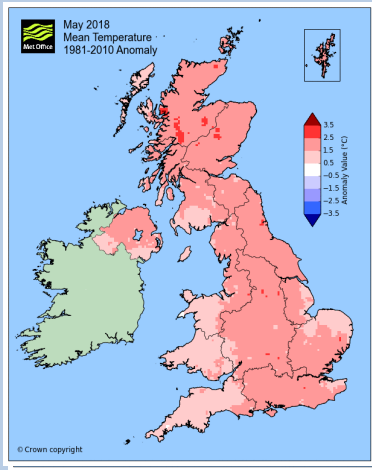 May 2018
Mean Temperature
1981-2010 Anomaly
Met Office
3.5
2.5
1.5
0.5
−0.5
−1.5
−2.5
−3.5
Anomaly Value (°C)
© Crown copyright